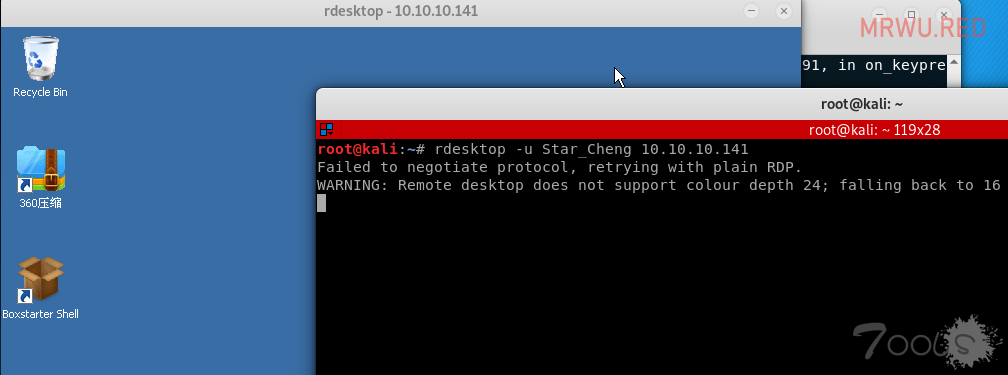 rdesktop - 10.10.10.141
MRWU.RED
Recycle Bin
91, in on_keypre
root@kali: ~
root@kali: ~ 119x28
root@kali:~# rdesktop -u Star_Cheng 10.10.10.141
Failed to negotiate protocol, retrying with plain RDP.
WARNING: Remote desktop does not support colour depth 24; falling back to 16
360压缩
Boxstarter Shell
7ools